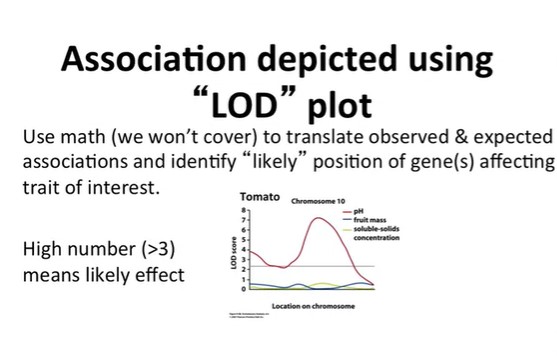 Association depicted using
“LOD” plot
Use math (we won’t cover) to translate observed & expected
associations and identify “likely” position of gene(s) affecting
trait of interest.
High number (>3)
means likely effect
Tomato
Chromosome 10
pH
fruit mass
soluble-solids
concentration
LOD score
8
7
6
5
4
3
2
1
0
Location on chromosome